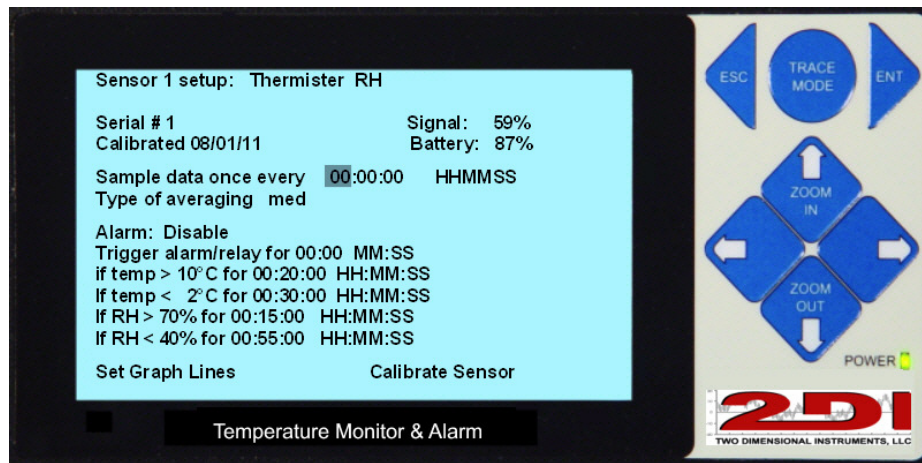 Sensor 1 setup: Thermister RH
Serial # 1 Signal: 59%
Calibrated 08/01/11 Battery: 87%
Sample data once every 00:00:00 HHMMSS
Type of averaging med
Alarm: Disable
Trigger alarm/relay for 00:00 MM:SS
if temp > 10°C for 00:20:00 HH:MM:SS
If temp < 2°C for 00:30:00 HH:MM:SS
If RH > 70% for 00:15:00 HH:MM:SS
If RH < 40% for 00:55:00 HH:MM:SS
Set Graph Lines Calibrate Sensor
Temperature Monitor & Alarm
ESC
TRACE
MODE
ENT
ZOOM
IN
ZOOM
OUT
POWER
2DI
TWO DIMENSIONAL INSTRUMENTS, LLC